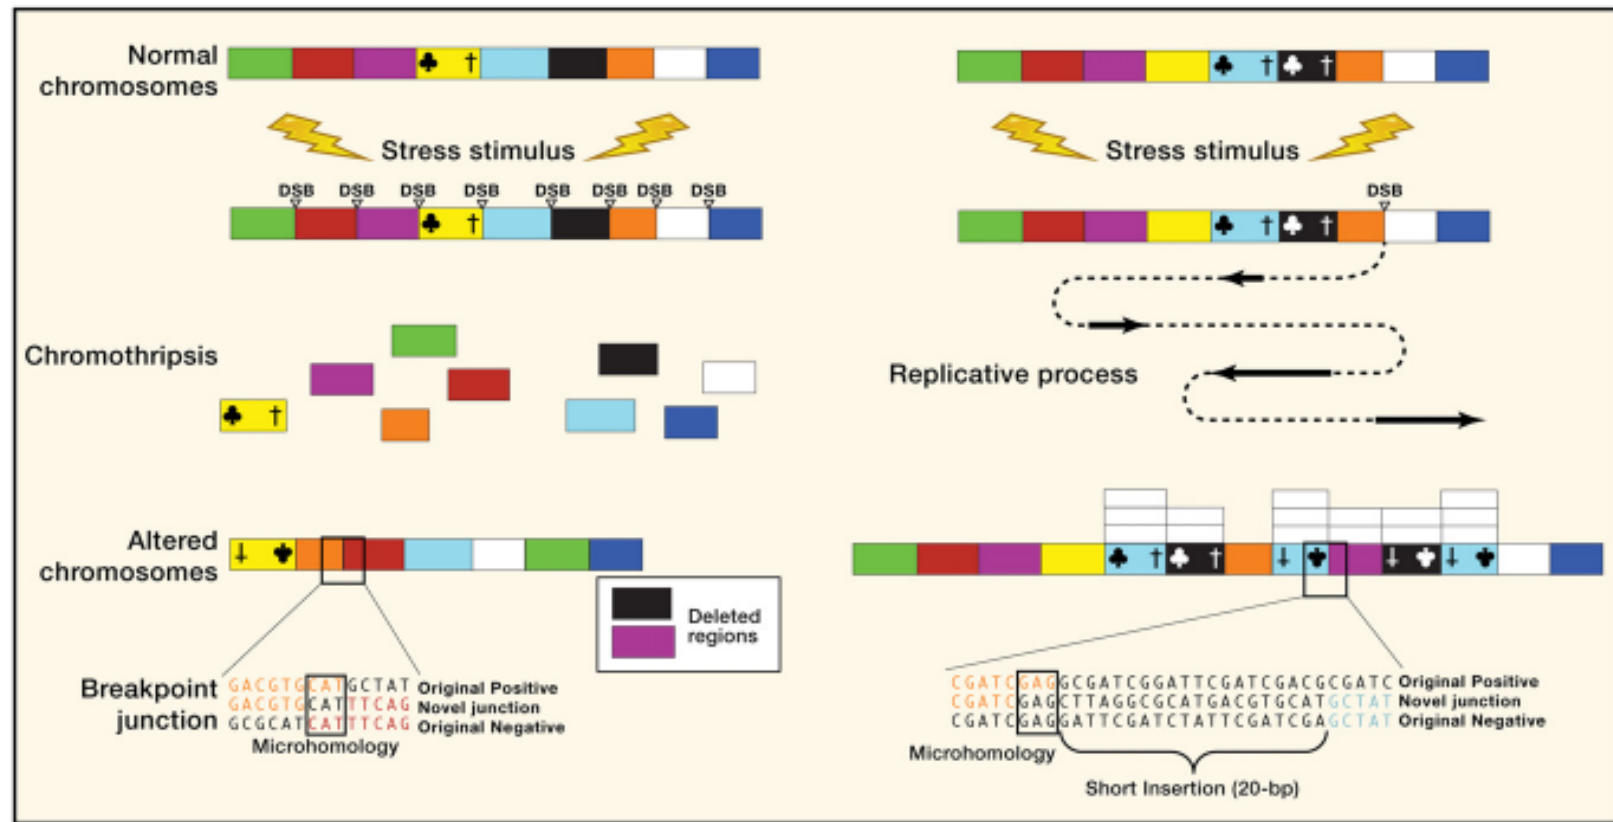 Normal
chromosomes
Stress stimulus
Stress stimulus
DSB DSB DSB DSB DSB DSB DSB DSB
DSB
Chromothripsis
Replicative process
Altered
chromosomes
Deleted
regions
Breakpoint
junction
GACGTGCATGCTAT Original Positive
GACGTGCATTTCAG Novel junction
GCGCATCATTTCAG Original Negative
Microhomology
CGATCGAGGCGATCGGATTCGATCGACGCGATC Original Positive
CGATCGAGCTTAGGCGCATGACGTGCATGCTAT Novel junction
CGATCGAGGATTCGATCTATTCGATCGAGCTAT Original Negative
Microhomology
Short Insertion (20-bp)